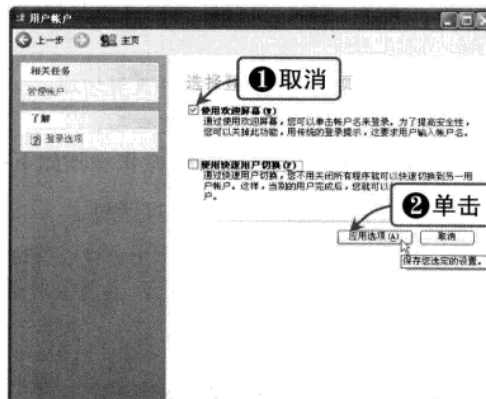 用户帐户
上一步 主页
相关任务
管理帐户
了解
登录选项
选择
项
❶取消
使用欢迎屏幕(W)
通过使用欢迎屏幕，您可以单击帐户名来登录。为了提高安全性，
您可以关掉此功能，用传统的登录提示，这要求用户输入帐户名。
使用快速用户切换(F)
通过快速用户切换，您不用关闭所有程序就可以快速切换到另一用
户帐户。这样，当别的用户完成后，您就可以
户。
❷单击
应用选项(A) 取消
保存您选定的设置。